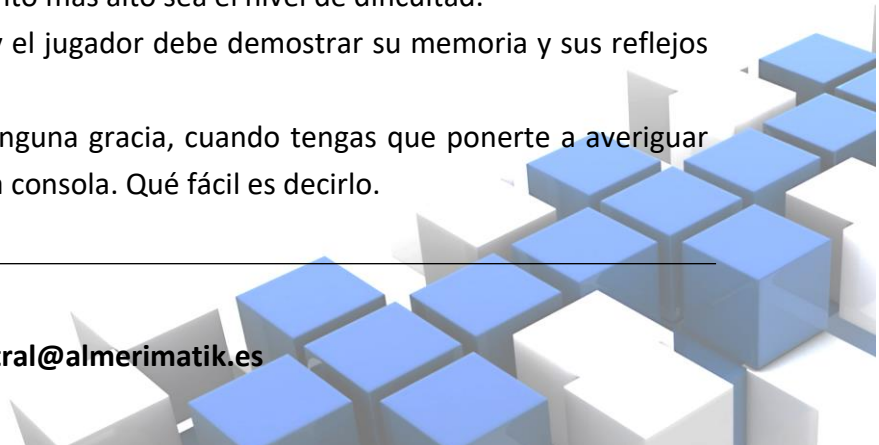 nto más alto sea el nivel de dificultad.
y el jugador debe demostrar su memoria y sus reflejos
nguna gracia, cuando tengas que ponerte a averiguar
consola. Qué fácil es decirlo.
tral@almerimatik.es